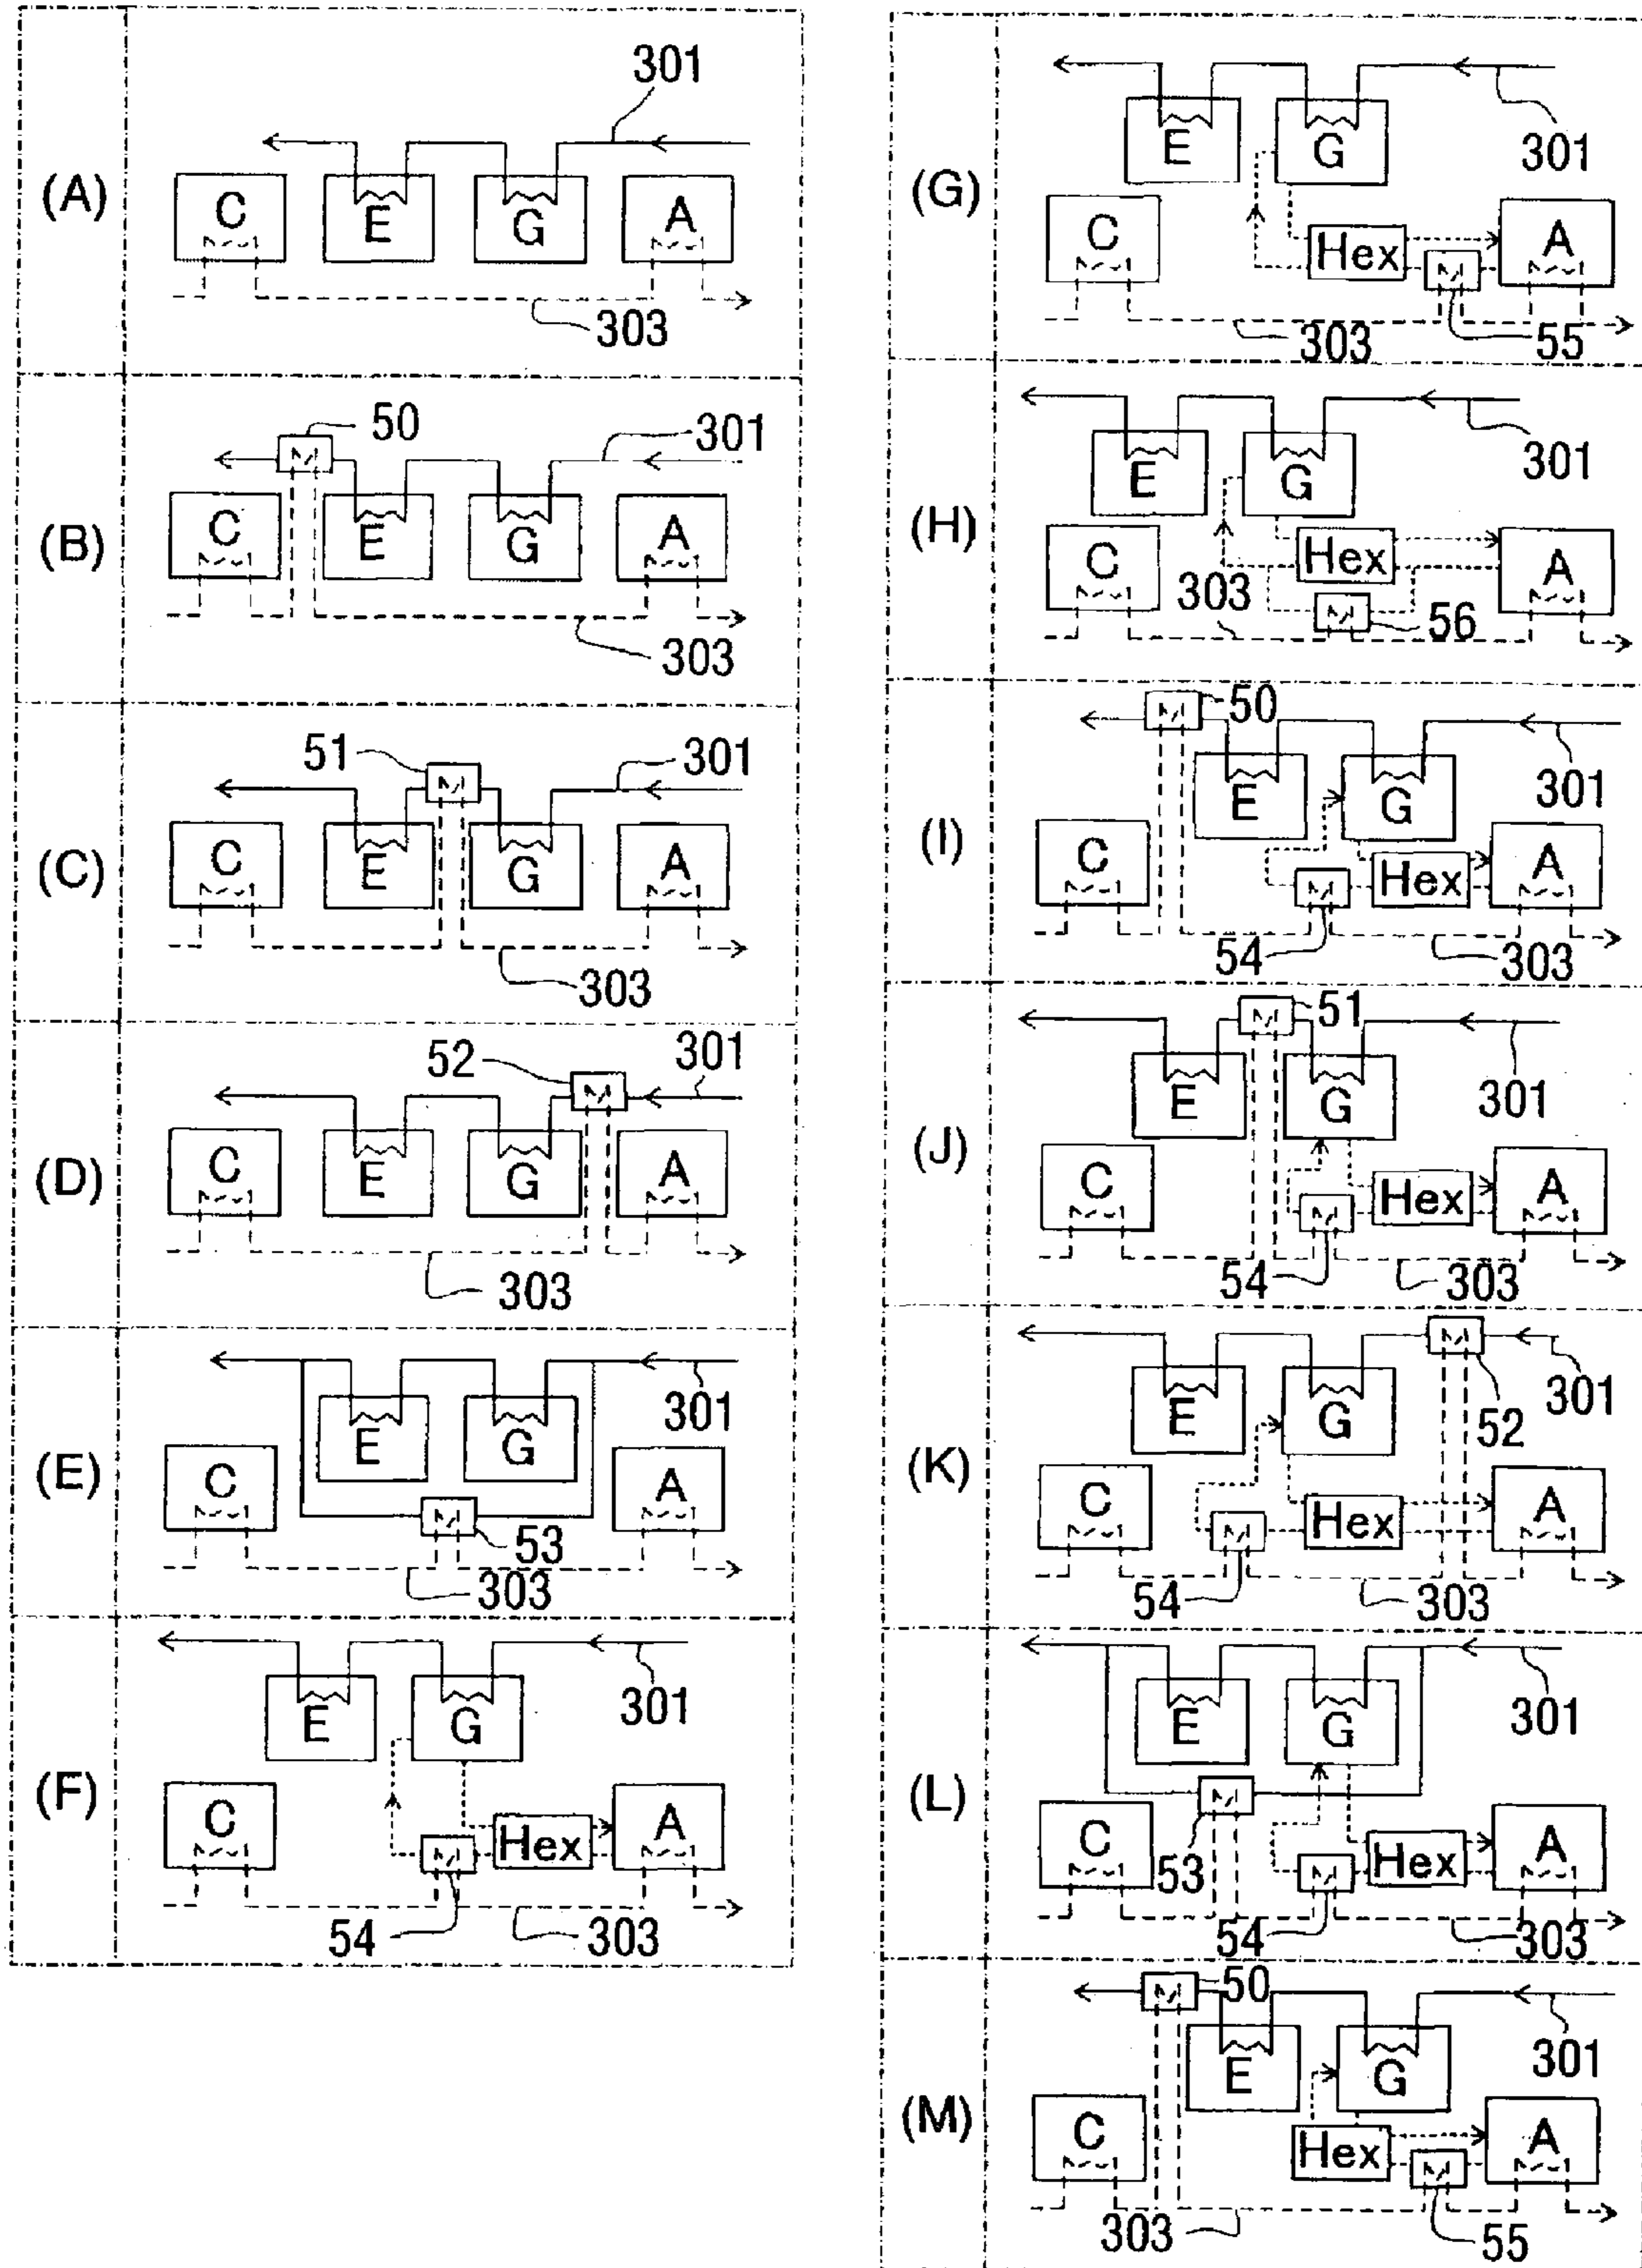 (A)
301
C E G A
303
(B)
50
301
C E G A
303
(C)
51
301
C E G A
303
(D)
52
301
C E G A
303
(E)
301
E G
C A
53
303
(F)
301
E G
C Hex A
54 303
(G)
301
E G
C Hex A
303 55
(H)
301
E G
C Hex A
303
56
(I)
50
301
E G
C Hex A
54 303
(J)
51
301
E G
C Hex A
54 303
(K)
301
52
E G
C Hex A
54 303
(L)
301
E G
C Hex A
53
54 303
(M)
50
301
E G
C Hex A
303 55